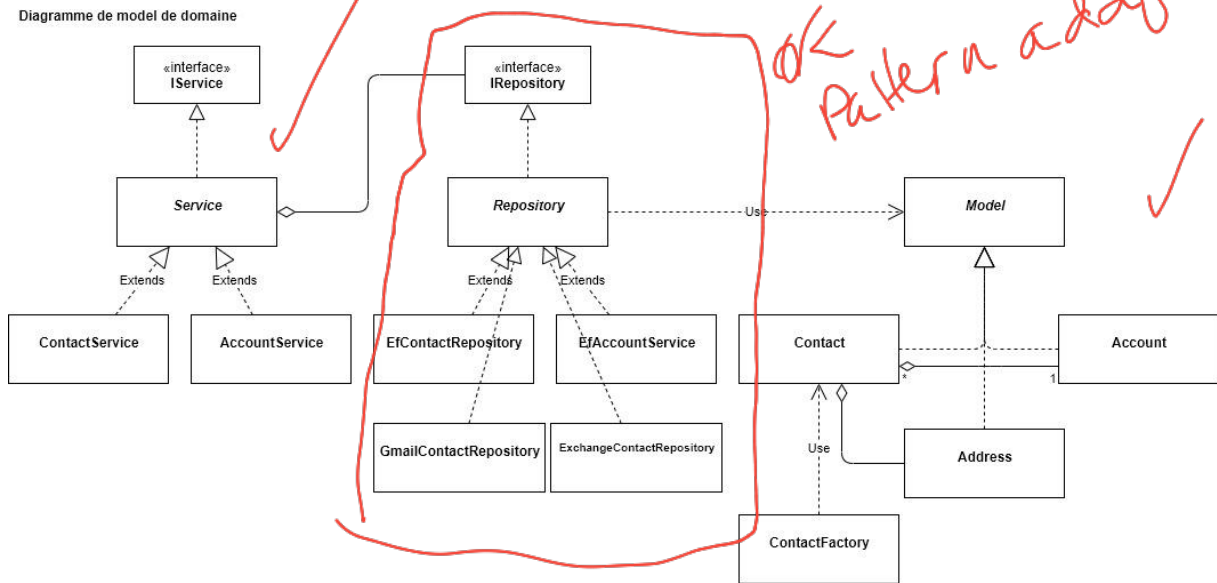 Diagramme de model de domaine
«interface»
IService
«interface»
IRepository
OK
Pattern adap
Service
Repository
Use
Model
Extends
Extends
Extends
Extends
ContactService
AccountService
EfContactRepository
EfAccountService
Contact
*
1
Account
GmailContactRepository
ExchangeContactRepository
Use
Address
ContactFactory